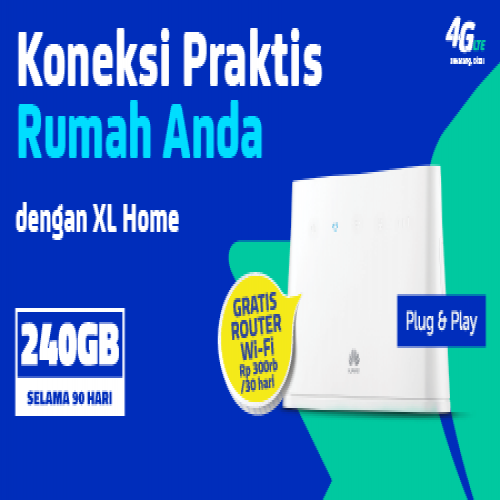 Koneksi Praktis
Rumah Anda
dengan XL Home
4G LTE
240GB
SELAMA 90 HARI
GRATIS
ROUTER
Wi-Fi
Rp 300rb
/30 hari
Plug & Play
HUAWEI